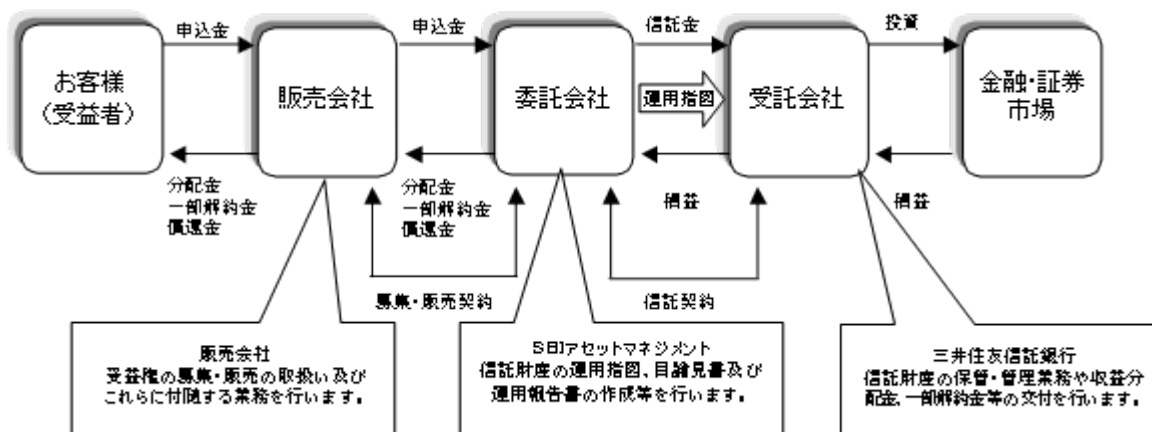 申込金
申込金
信託金
投資
お客様
(受益者)
販売会社
委託会社
運用指図
受託会社
金融・証券
市場
分配金
一部解約金
償還金
分配金
一部解約金
償還金
損益
損益
募集・販売契約
信託契約
販売会社
受益権の募集・販売の取扱い及び
これらに付随する業務を行います。
SBIアセットマネジメント
信託財産の運用指図、目論見書及び
運用報告書の作成等を行います。
三井住友信託銀行
信託財産の保管・管理業務や収益分
配金、一部解約金等の交付を行います。